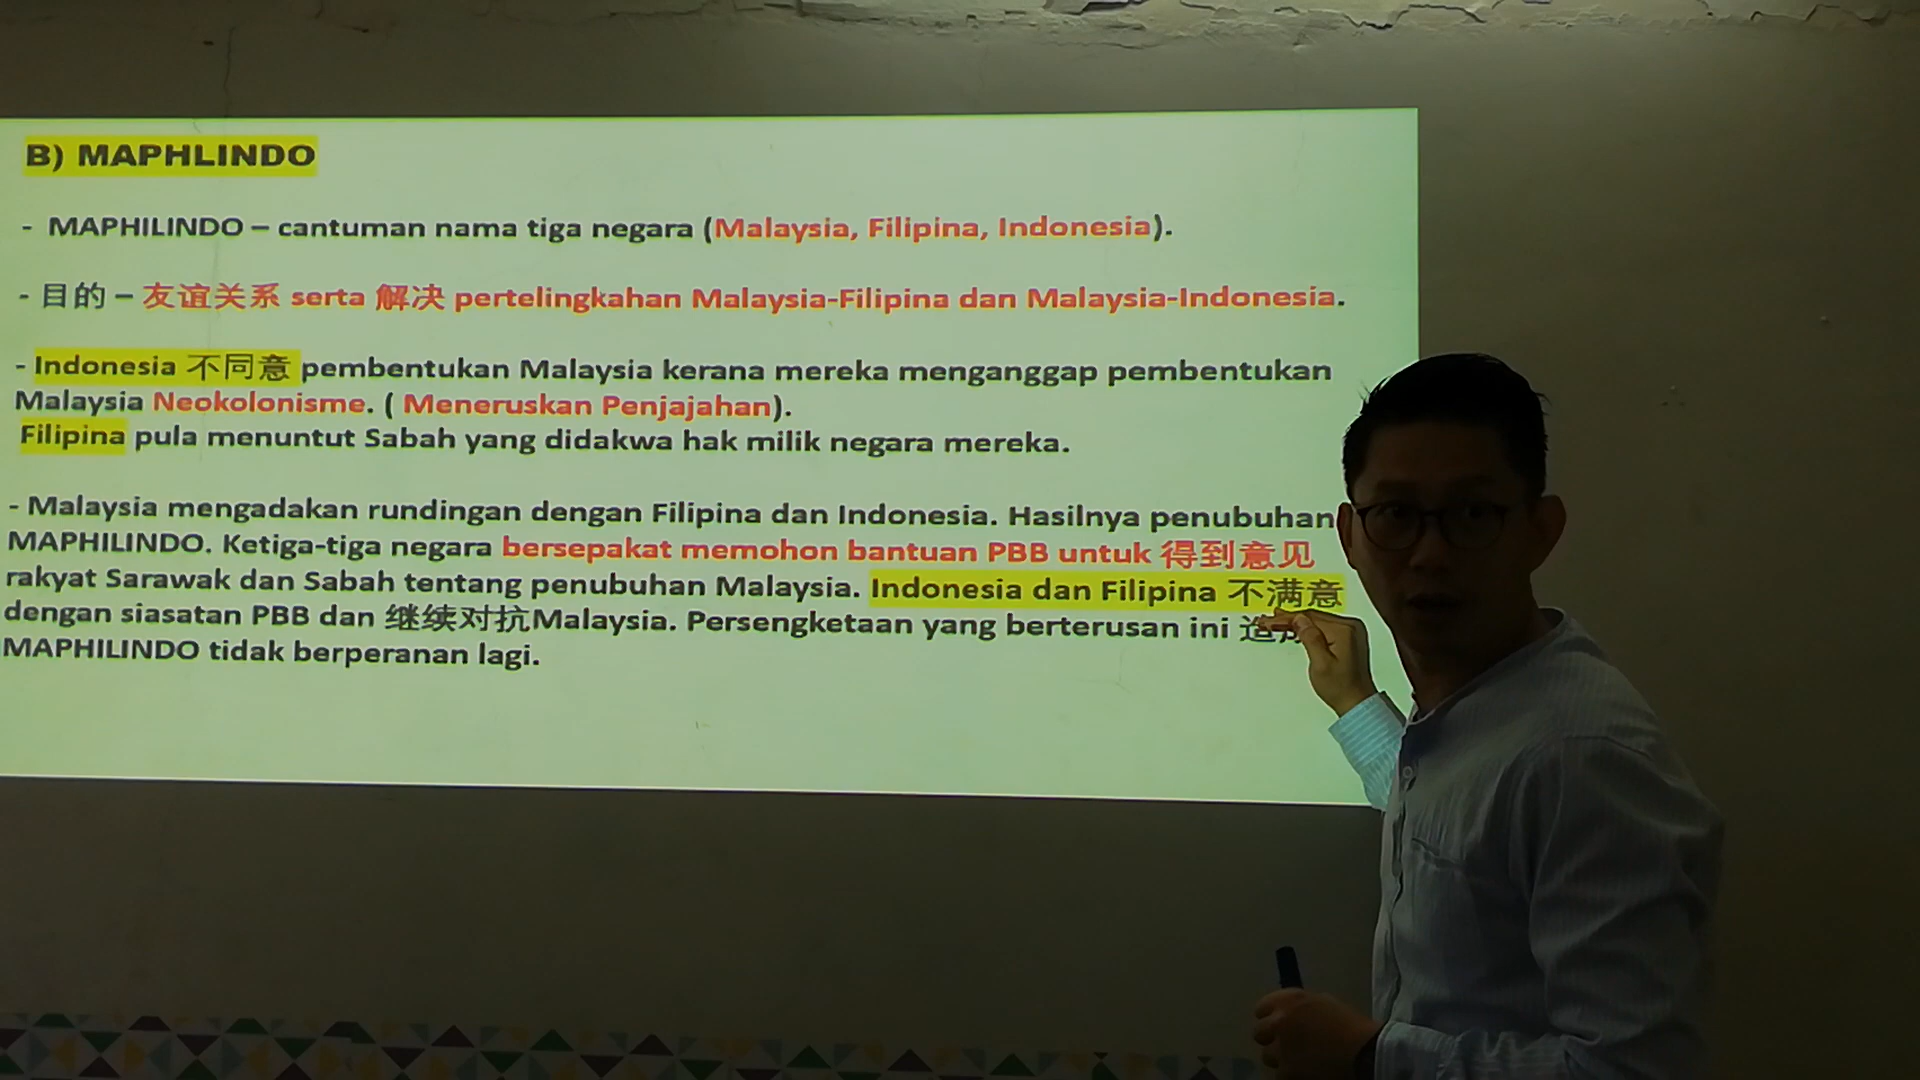 B) MAPHLINDO
- MAPHILINDO – cantuman nama tiga negara (Malaysia, Filipina, Indonesia).
- 目的 – 友谊关系 serta 解决 pertelingkahan Malaysia-Filipina dan Malaysia-Indonesia.
- Indonesia 不同意 pembentukan Malaysia kerana mereka menganggap pembentukan
Malaysia Neokolonisme. ( Meneruskan Penjajahan).
Filipina pula menuntut Sabah yang didakwa hak milik negara mereka.
- Malaysia mengadakan rundingan dengan Filipina dan Indonesia. Hasilnya penubuhan
MAPHILINDO. Ketiga-tiga negara bersepakat memohon bantuan PBB untuk 得到意见
rakyat Sarawak dan Sabah tentang penubuhan Malaysia. Indonesia dan Filipina 不满意
dengan siasatan PBB dan 继续对抗Malaysia. Persengketaan yang berterusan ini
MAPHILINDO tidak berperanan lagi.